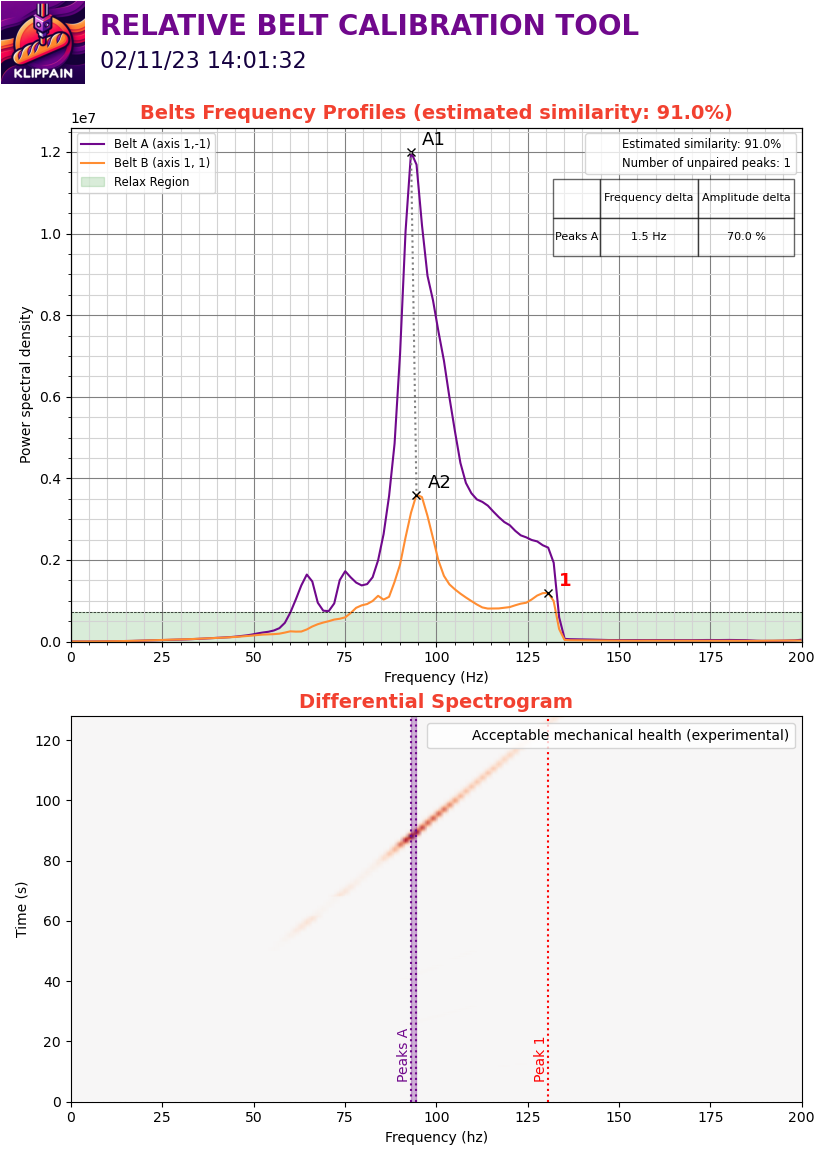 KLIPPAIN
RELATIVE BELT CALIBRATION TOOL
02/11/23 14:01:32
Belts Frequency Profiles (estimated similarity: 91.0%)
1e7
Belt A (axis 1,-1)
Belt B (axis 1, 1)
Relax Region
A1
Estimated similarity: 91.0%
Number of unpaired peaks: 1
Frequency delta Amplitude delta
Peaks A 1.5 Hz 70.0 %
A2
1
Power spectral density
1.2
1.0
0.8
0.6
0.4
0.2
0.0
0 25 50 75 100 125 150 175 200
Frequency (Hz)
Differential Spectrogram
Acceptable mechanical health (experimental)
Time (s)
120
100
80
60
40
20
0
Peaks A
Peak 1
0 25 50 75 100 125 150 175 200
Frequency (hz)